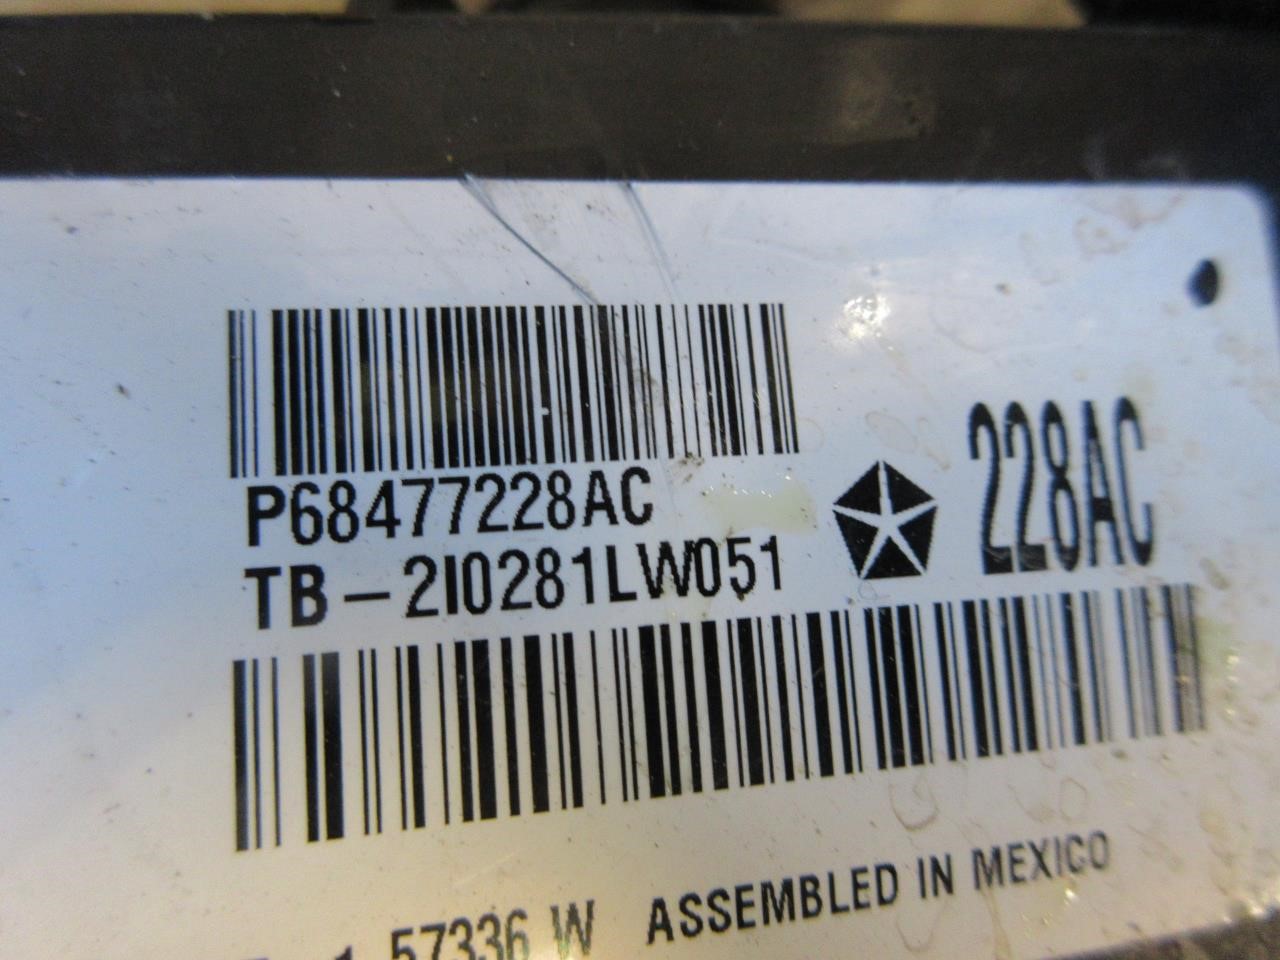 P68477228AC
228AC
TB-2I0281LW051
57336 W ASSEMBLED IN MEXICO